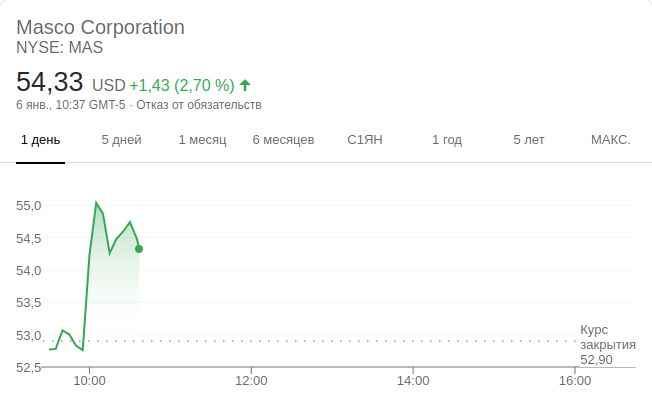 Masco Corporation
NYSE: MAS
54,33 USD +1,43 (2,70 %)
6 янв., 10:37 GMT-5 · Отказ от обязательств
1 день 5 дней 1 месяц 6 месяцев С1ЯН 1 год 5 лет МАКС.
55,0
54,5
54,0
53,5
53,0
52,5
Курс
закрытия
52,90
10:00 12:00 14:00 16:00